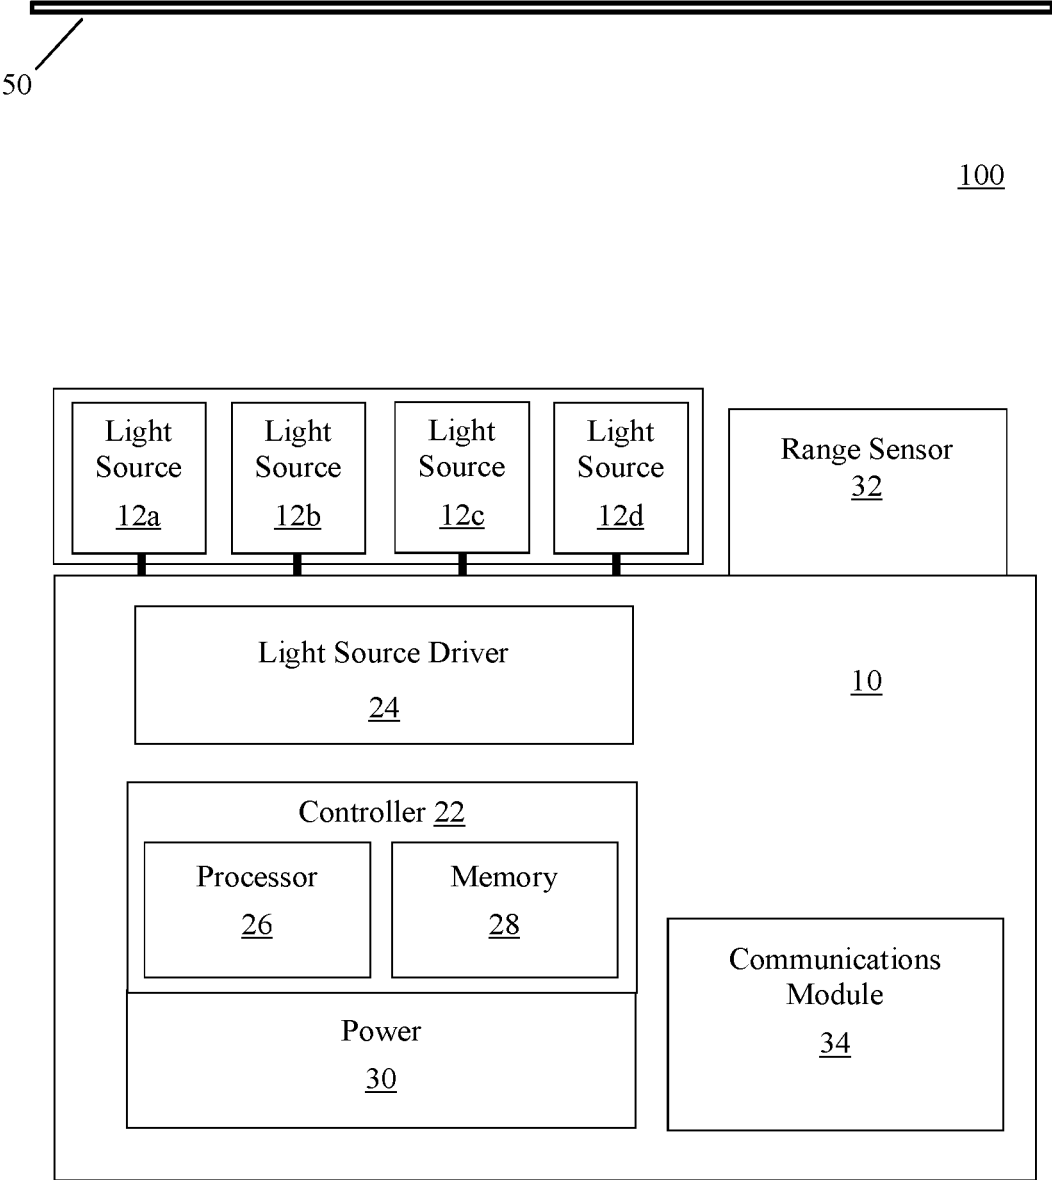 50
100
Light
Source
12a
Light
Source
12b
Light
Source
12c
Light
Source
12d
Range Sensor
32
Light Source Driver
24
10
Controller 22
Processor
26
Memory
28
Communications
Module
34
Power
30